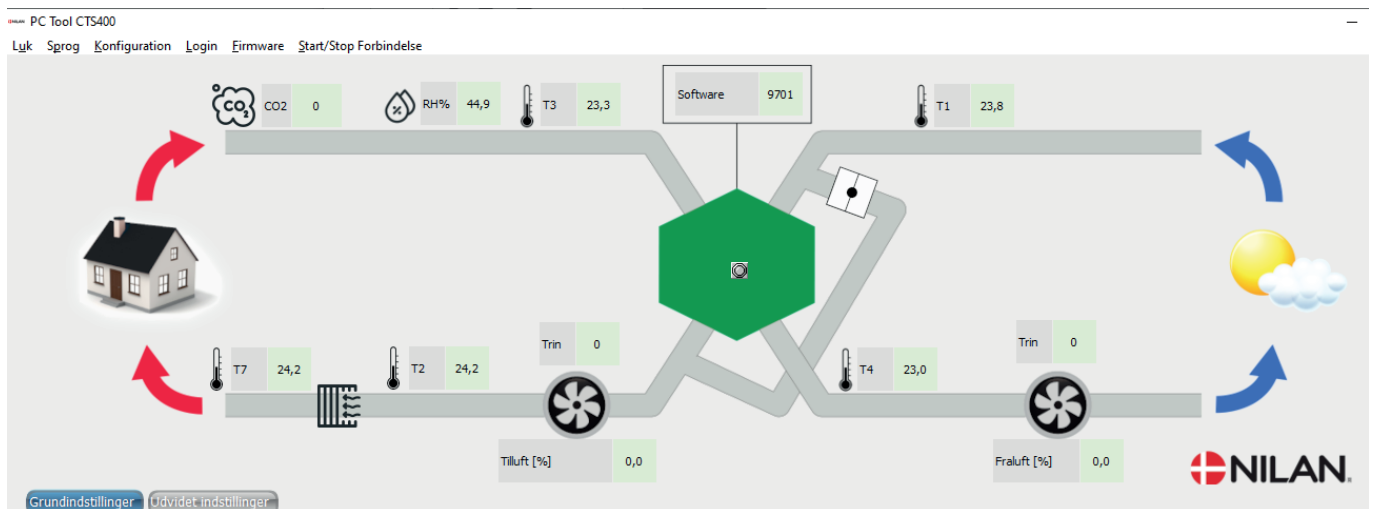 NILAN PC Tool CTS400
Luk Sprog Konfiguration Login Firmware Start/Stop Forbindelse
CO2 CO2 0 % RH% 44,9 T3 23,3 Software 9701 T1 23,8
Trin 0 Trin 0
T7 24,2 T2 24,2 T4 23,0
Tilluft [%] 0,0 Fraluft [%] 0,0
NILAN
Grundindstillinger Udvidet indstillinger